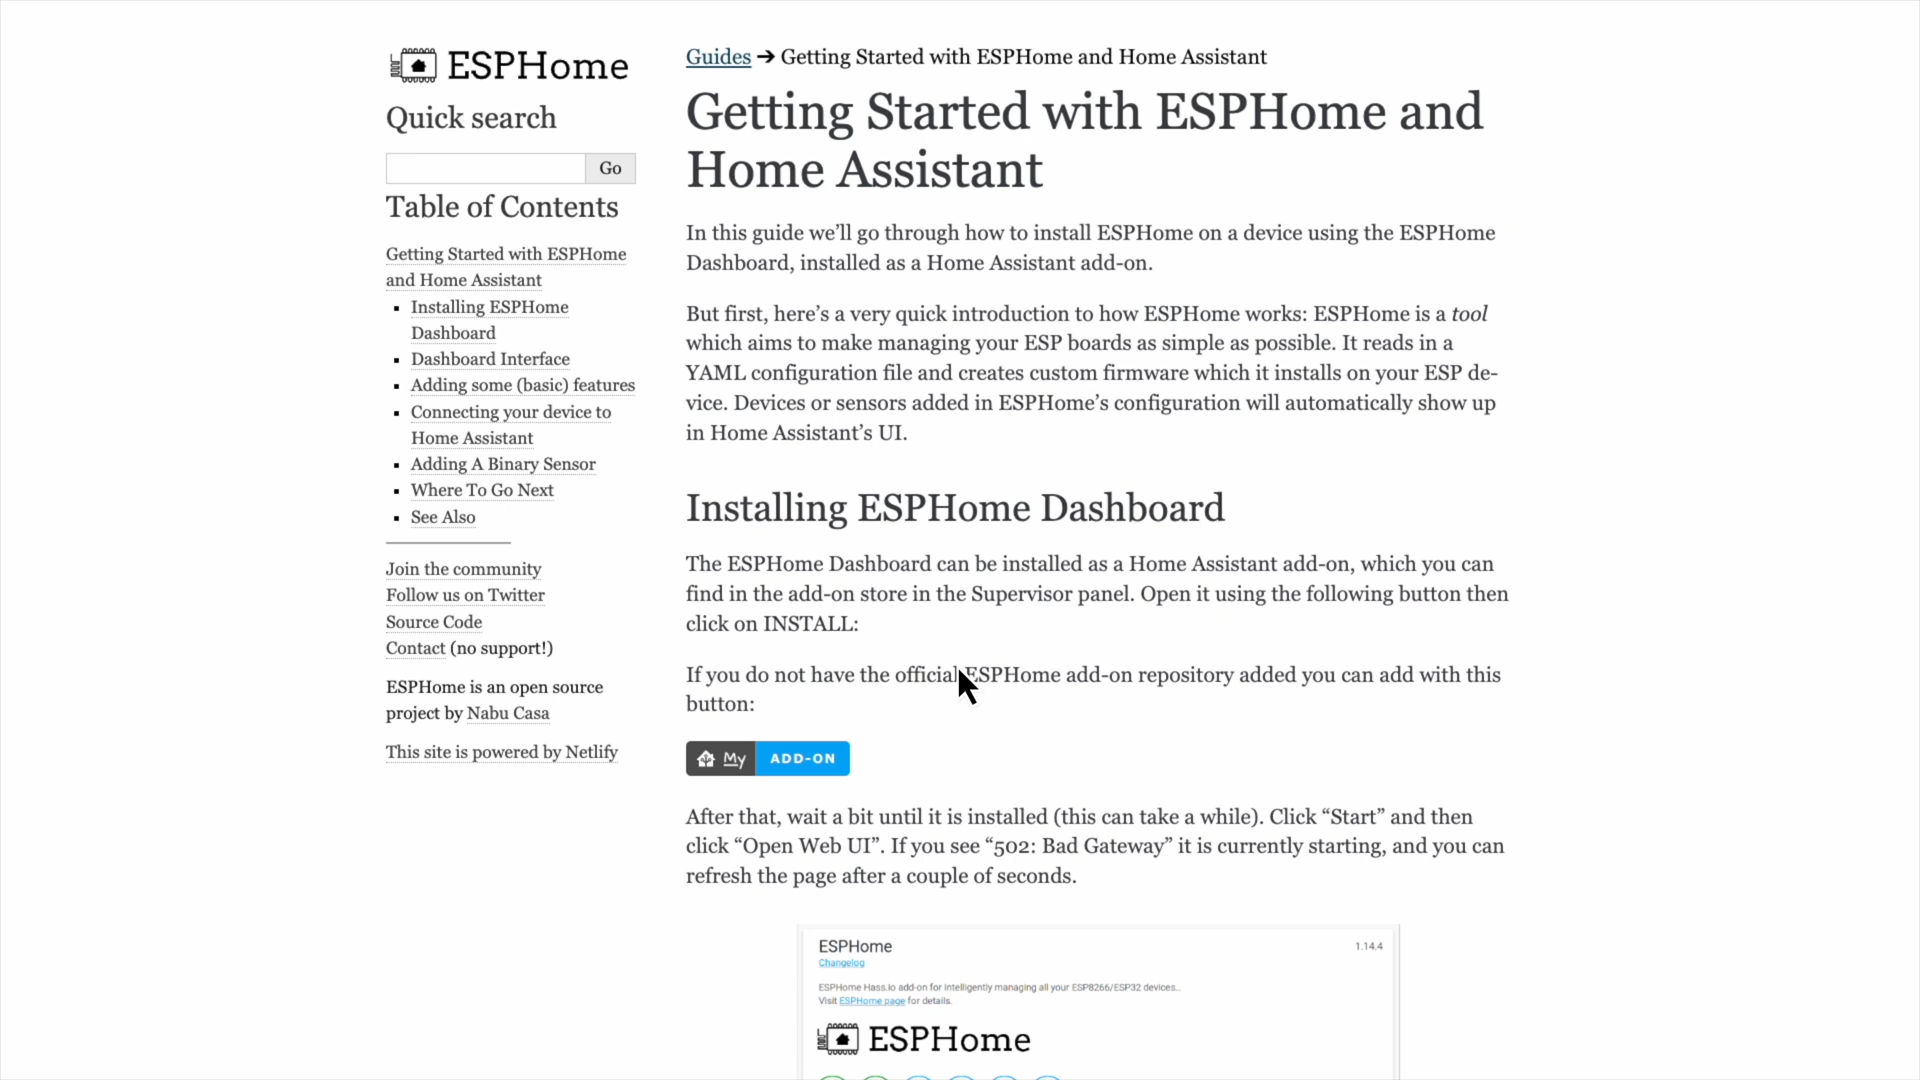 ESPHome
Quick search
Go
Table of Contents
Getting Started with ESPHome
and Home Assistant
Installing ESPHome
Dashboard
Dashboard Interface
Adding some (basic) features
Connecting your device to
Home Assistant
Adding A Binary Sensor
Where To Go Next
See Also
Join the community
Follow us on Twitter
Source Code
Contact (no support!)
ESPHome is an open source
project by Nabu Casa
This site is powered by Netlify
Guides ➔ Getting Started with ESPHome and Home Assistant
Getting Started with ESPHome and
Home Assistant
In this guide we’ll go through how to install ESPHome on a device using the ESPHome
Dashboard, installed as a Home Assistant add-on.
But first, here’s a very quick introduction to how ESPHome works: ESPHome is a tool
which aims to make managing your ESP boards as simple as possible. It reads in a
YAML configuration file and creates custom firmware which it installs on your ESP de-
vice. Devices or sensors added in ESPHome’s configuration will automatically show up
in Home Assistant’s UI.
Installing ESPHome Dashboard
The ESPHome Dashboard can be installed as a Home Assistant add-on, which you can
find in the add-on store in the Supervisor panel. Open it using the following button then
click on INSTALL:
If you do not have the official ESPHome add-on repository added you can add with this
button:
My ADD-ON
After that, wait a bit until it is installed (this can take a while). Click “Start” and then
click “Open Web UI”. If you see “502: Bad Gateway” it is currently starting, and you can
refresh the page after a couple of seconds.
ESPHome 1.14.4
Changelog
ESPHome Hass.io add-on for intelligently managing all your ESP8266/ESP32 devices..
Visit ESPHome page for details.
ESPHome